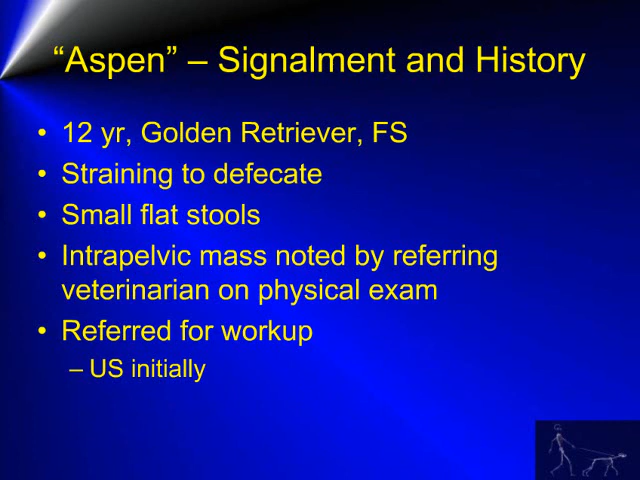 “Aspen” – Signalment and History
• 12 yr, Golden Retriever, FS
• Straining to defecate
• Small flat stools
• Intrapelvic mass noted by referring
veterinarian on physical exam
• Referred for workup
– US initially